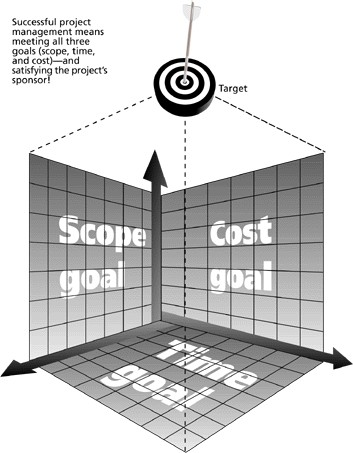 Successful project
management means
meeting all three
goals (scope, time,
and cost)—and
satisfying the project's
sponsor!
Target
Scope
goal
Cost
goal
Time
goal